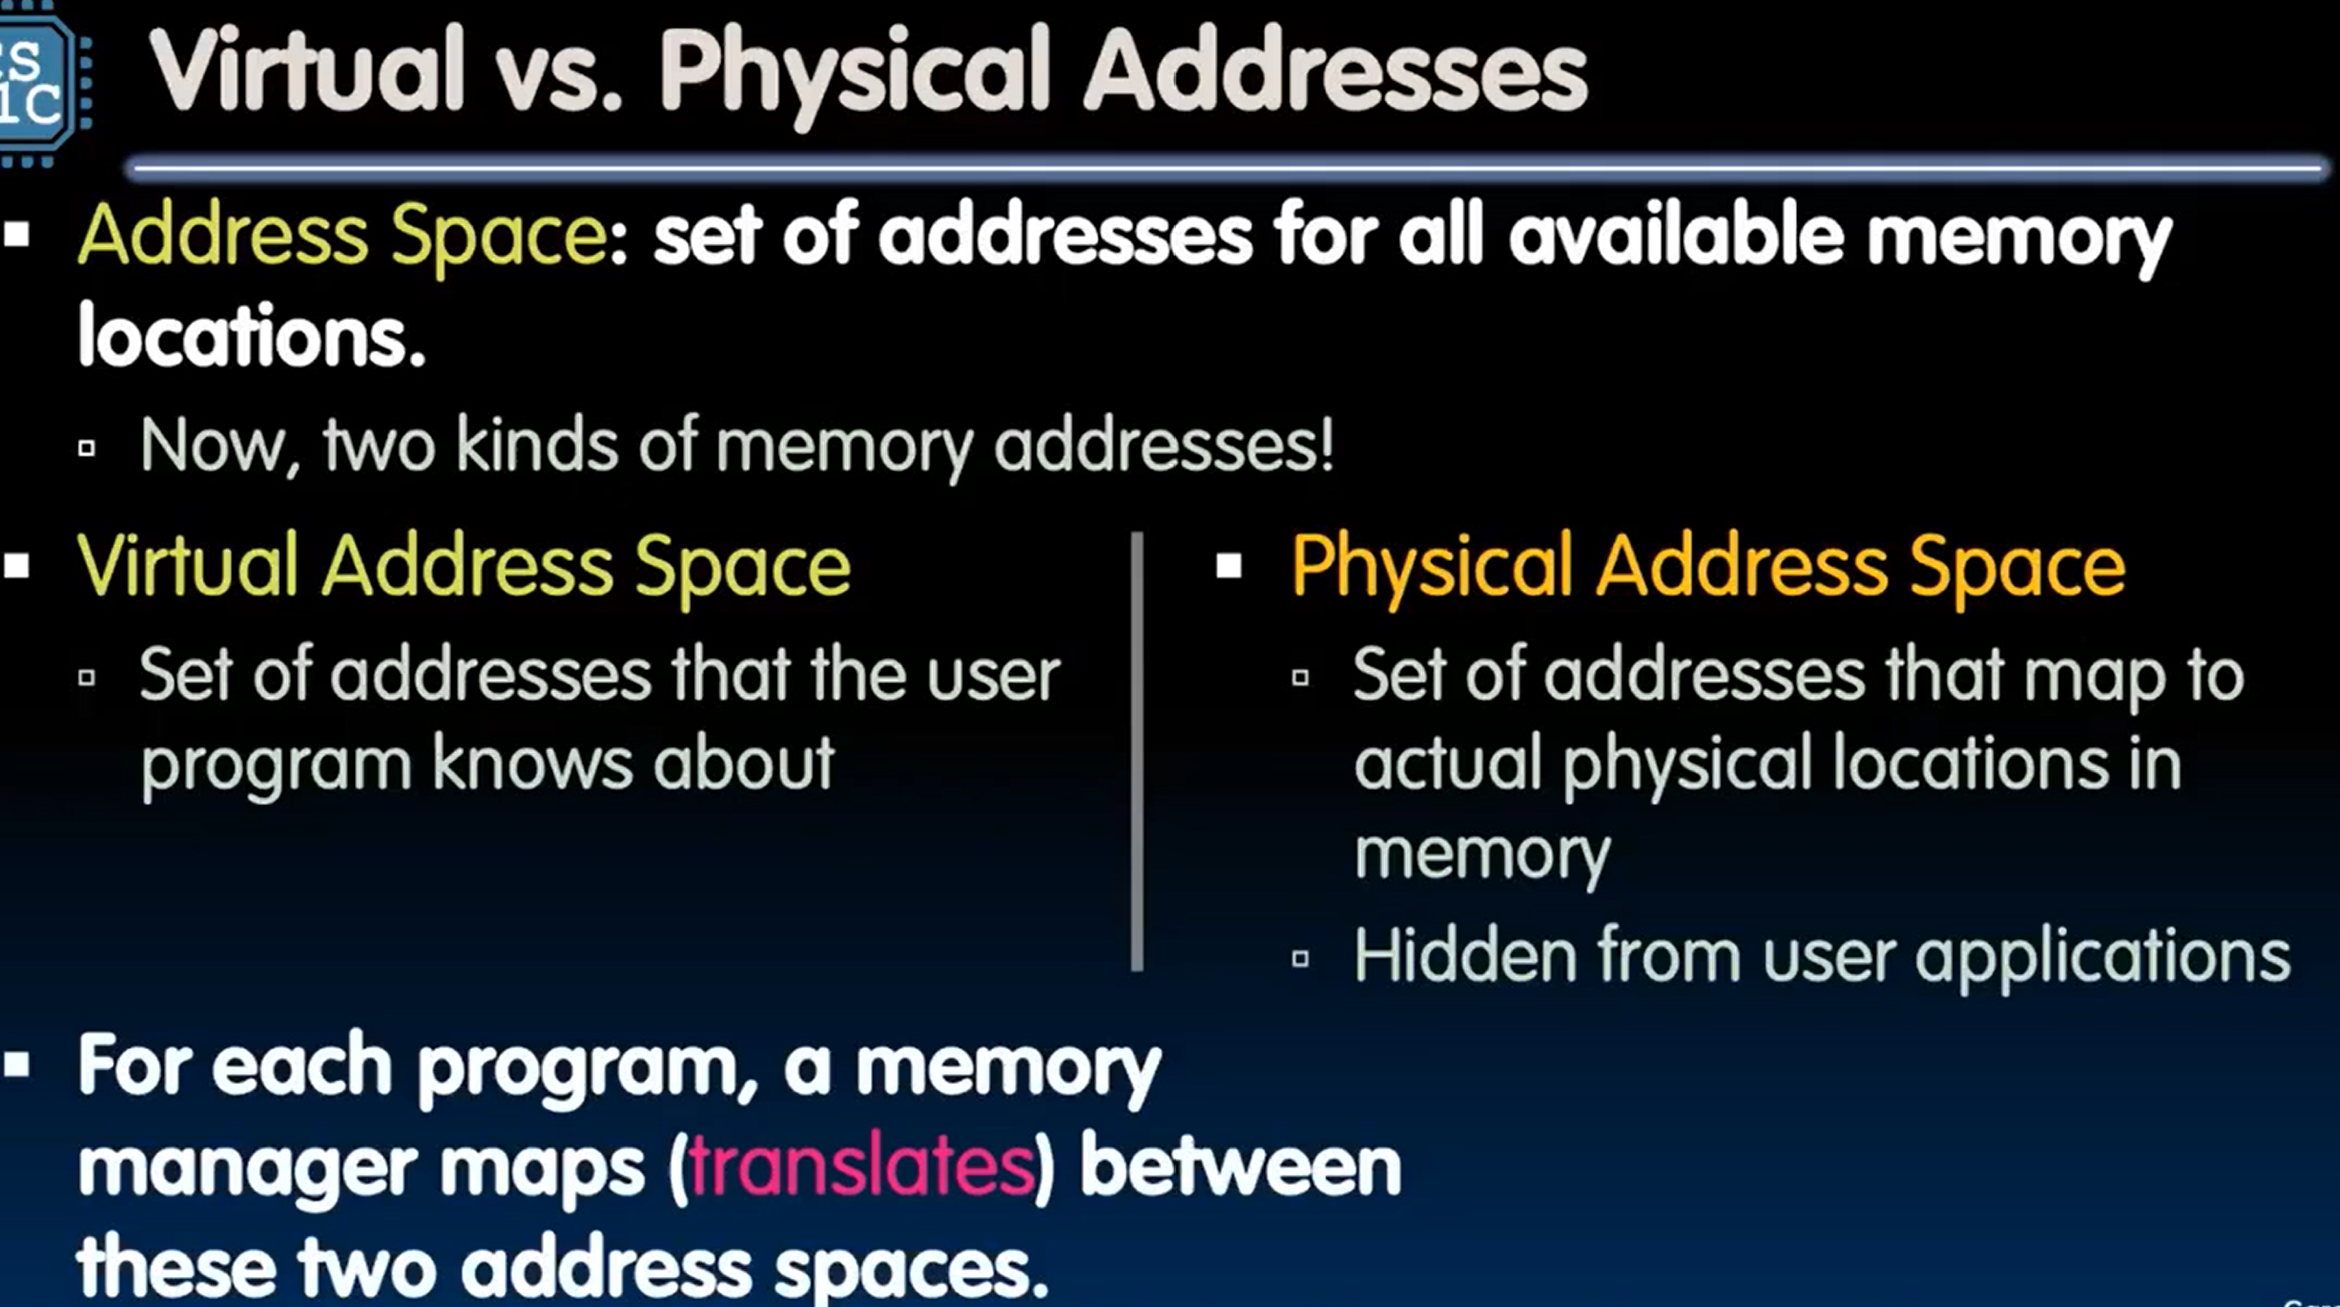 CS
1C
Virtual vs. Physical Addresses
Address Space: set of addresses for all available memory
locations.
Now, two kinds of memory addresses!
Virtual Address Space
Set of addresses that the user
program knows about
Physical Address Space
Set of addresses that map to
actual physical locations in
memory
Hidden from user applications
For each program, a memory
manager maps (translates) between
these two address spaces.